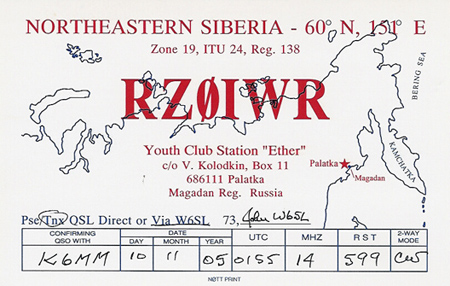 NORTHEASTERN SIBERIA - 60° N, 151° E
Zone 19, ITU 24, Reg. 138
BERING SEA
RZØIWR
Youth Club Station "Ether"
c/o V. Kolodkin, Box 11
686111 Palatka
Magadan Reg. Russia
Palatka
Magadan
KAMCHATKA
Pse/Tnx QSL Direct or Via W6SL 73, John W6SL
CONFIRMING QSO WITH DATE DAY MONTH YEAR UTC MHZ R S T 2-WAY MODE
K6MM 10 11 05 0155 14 599 CW
NØTT PRINT